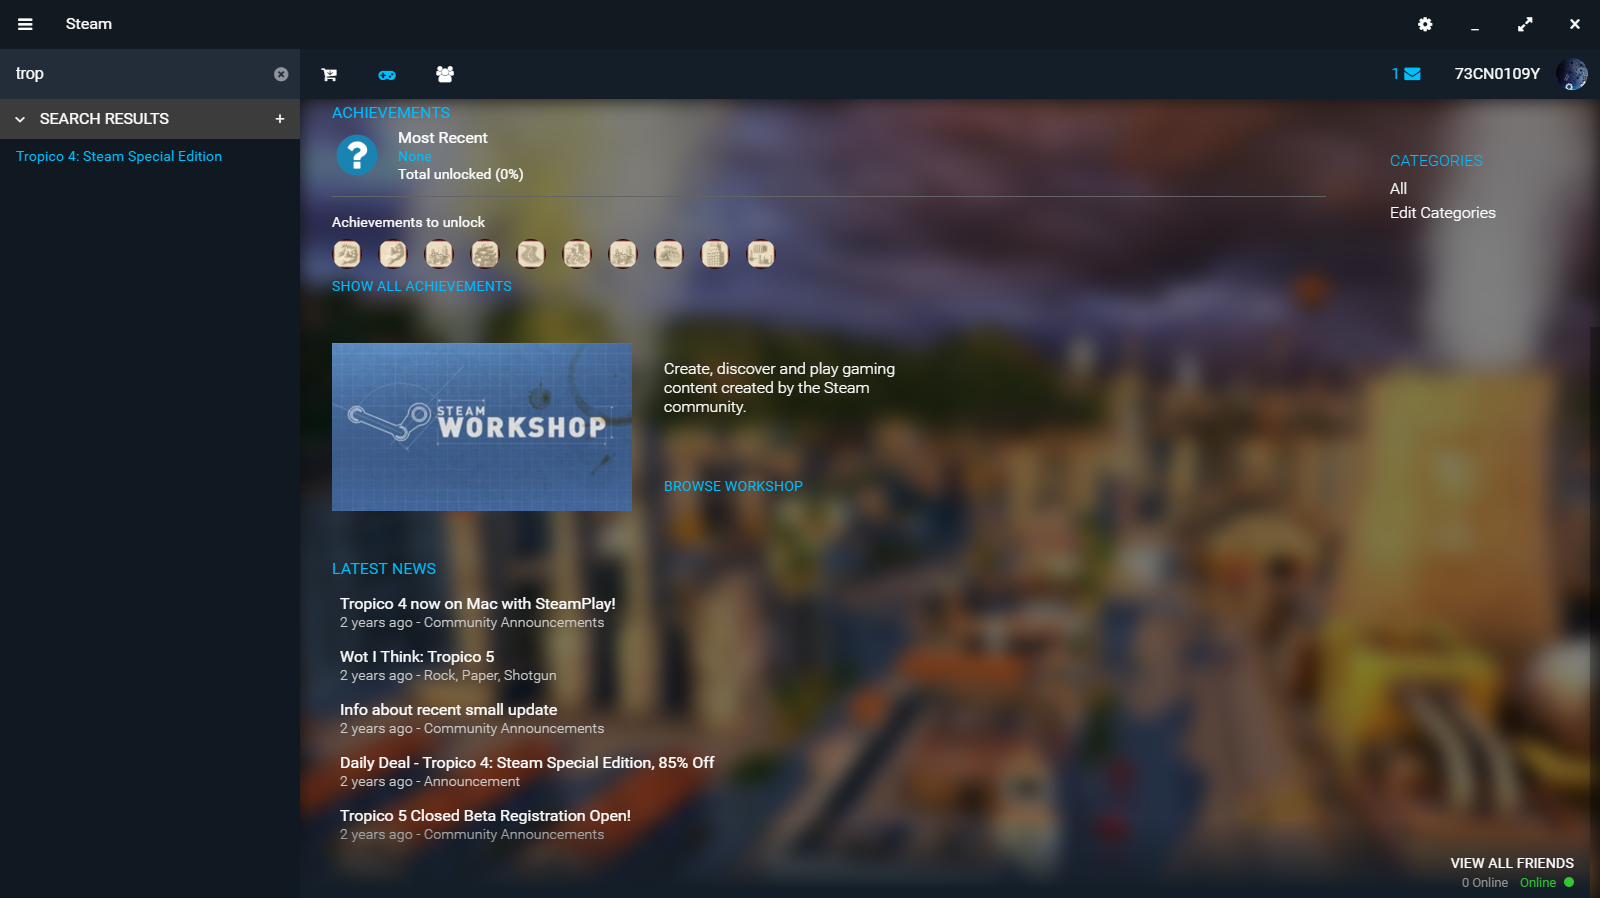 Steam
trop
1
73CN0109Y
SEARCH RESULTS
+
Tropico 4: Steam Special Edition
ACHIEVEMENTS
?
Most Recent
None
Total unlocked (0%)
Achievements to unlock
SHOW ALL ACHIEVEMENTS
CATEGORIES
All
Edit Categories
STEAM
WORKSHOP
Create, discover and play gaming
content created by the Steam
community.
BROWSE WORKSHOP
LATEST NEWS
Tropico 4 now on Mac with SteamPlay!
2 years ago - Community Announcements
Wot I Think: Tropico 5
2 years ago - Rock, Paper, Shotgun
Info about recent small update
2 years ago - Community Announcements
Daily Deal - Tropico 4: Steam Special Edition, 85% Off
2 years ago - Announcement
Tropico 5 Closed Beta Registration Open!
2 years ago - Community Announcements
VIEW ALL FRIENDS
0 Online Online